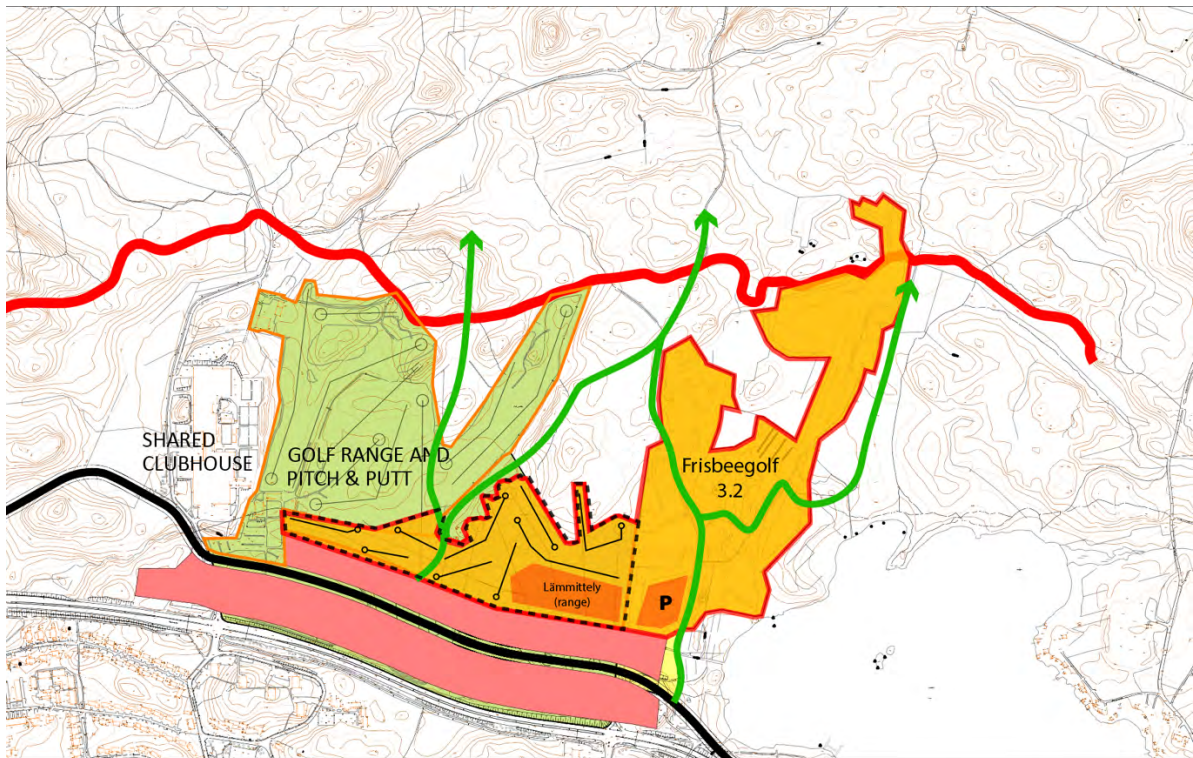 SHARED
CLUBHOUSE
GOLF RANGE AND
PITCH & PUTT
Frisbeegolf
3.2
Lämmittely
(range)
P